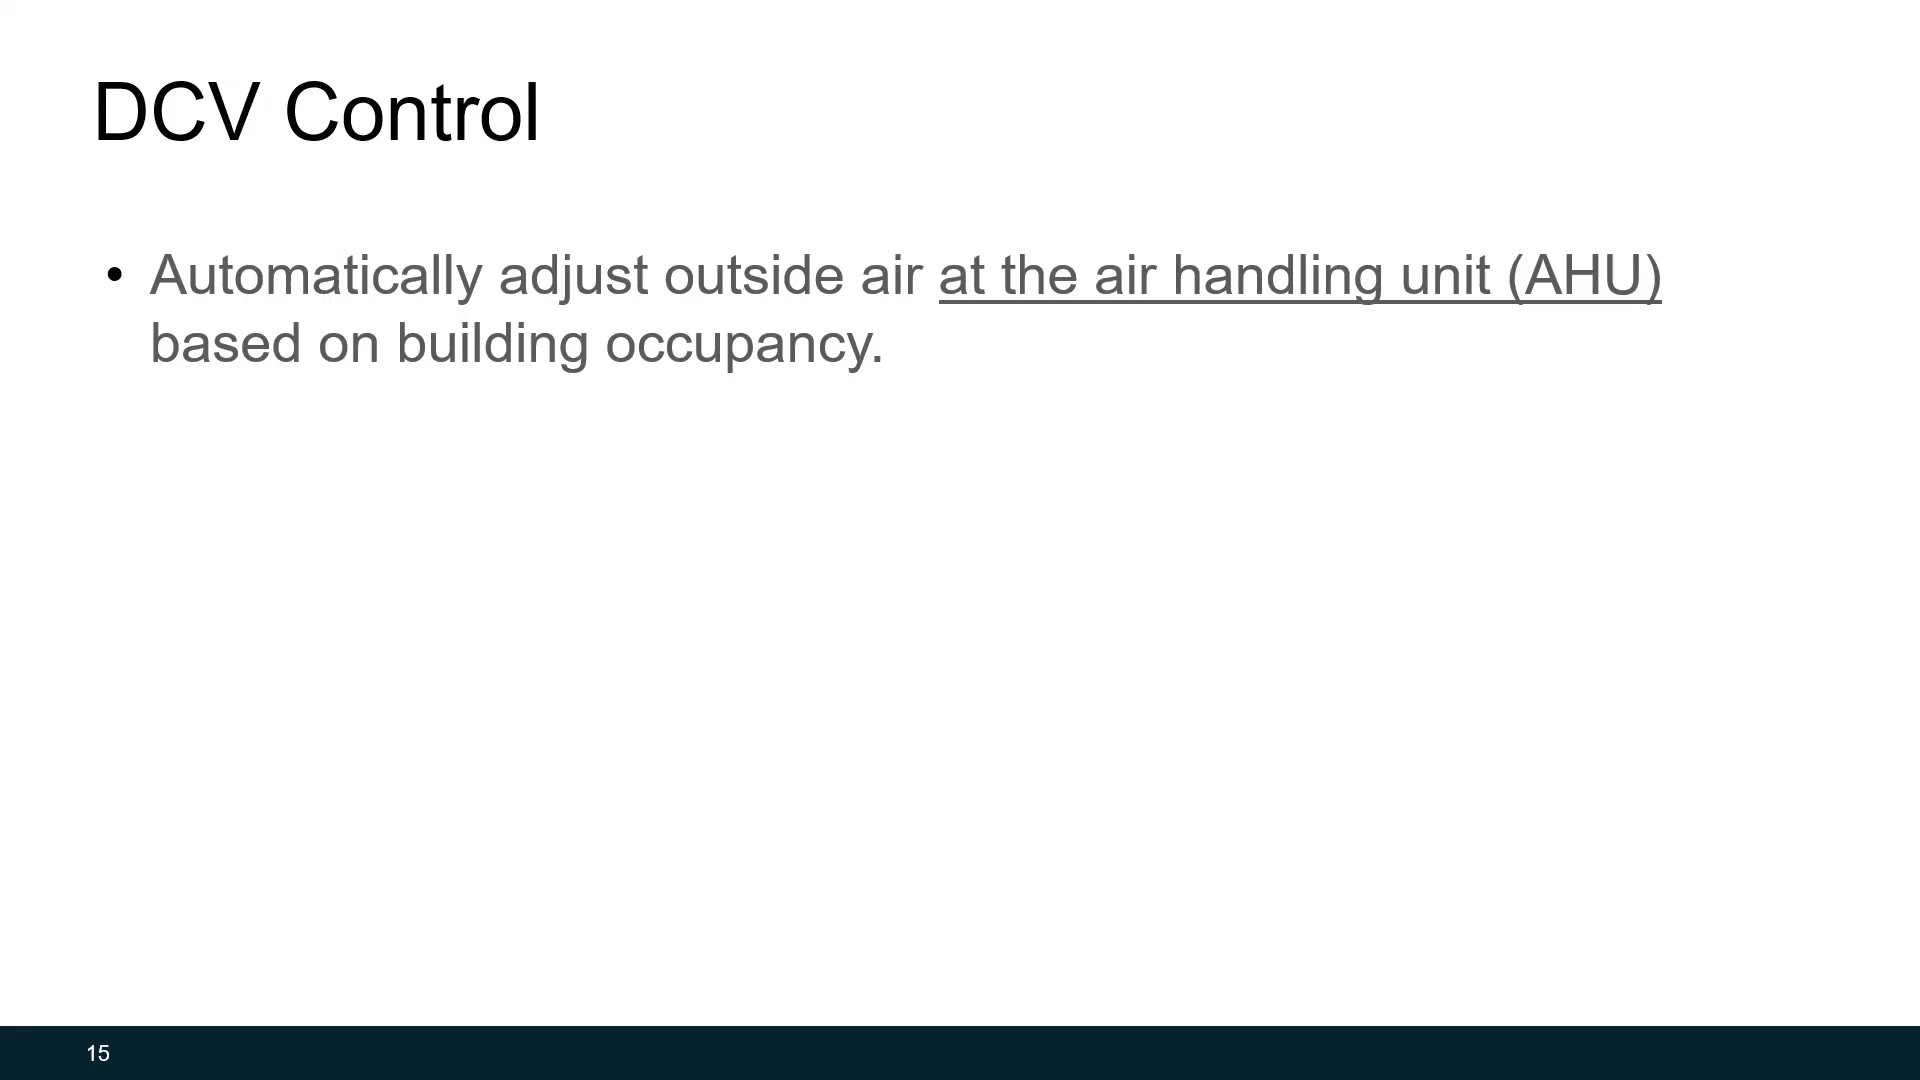 DCV Control
• Automatically adjust outside air at the air handling unit (AHU)
based on building occupancy.
15